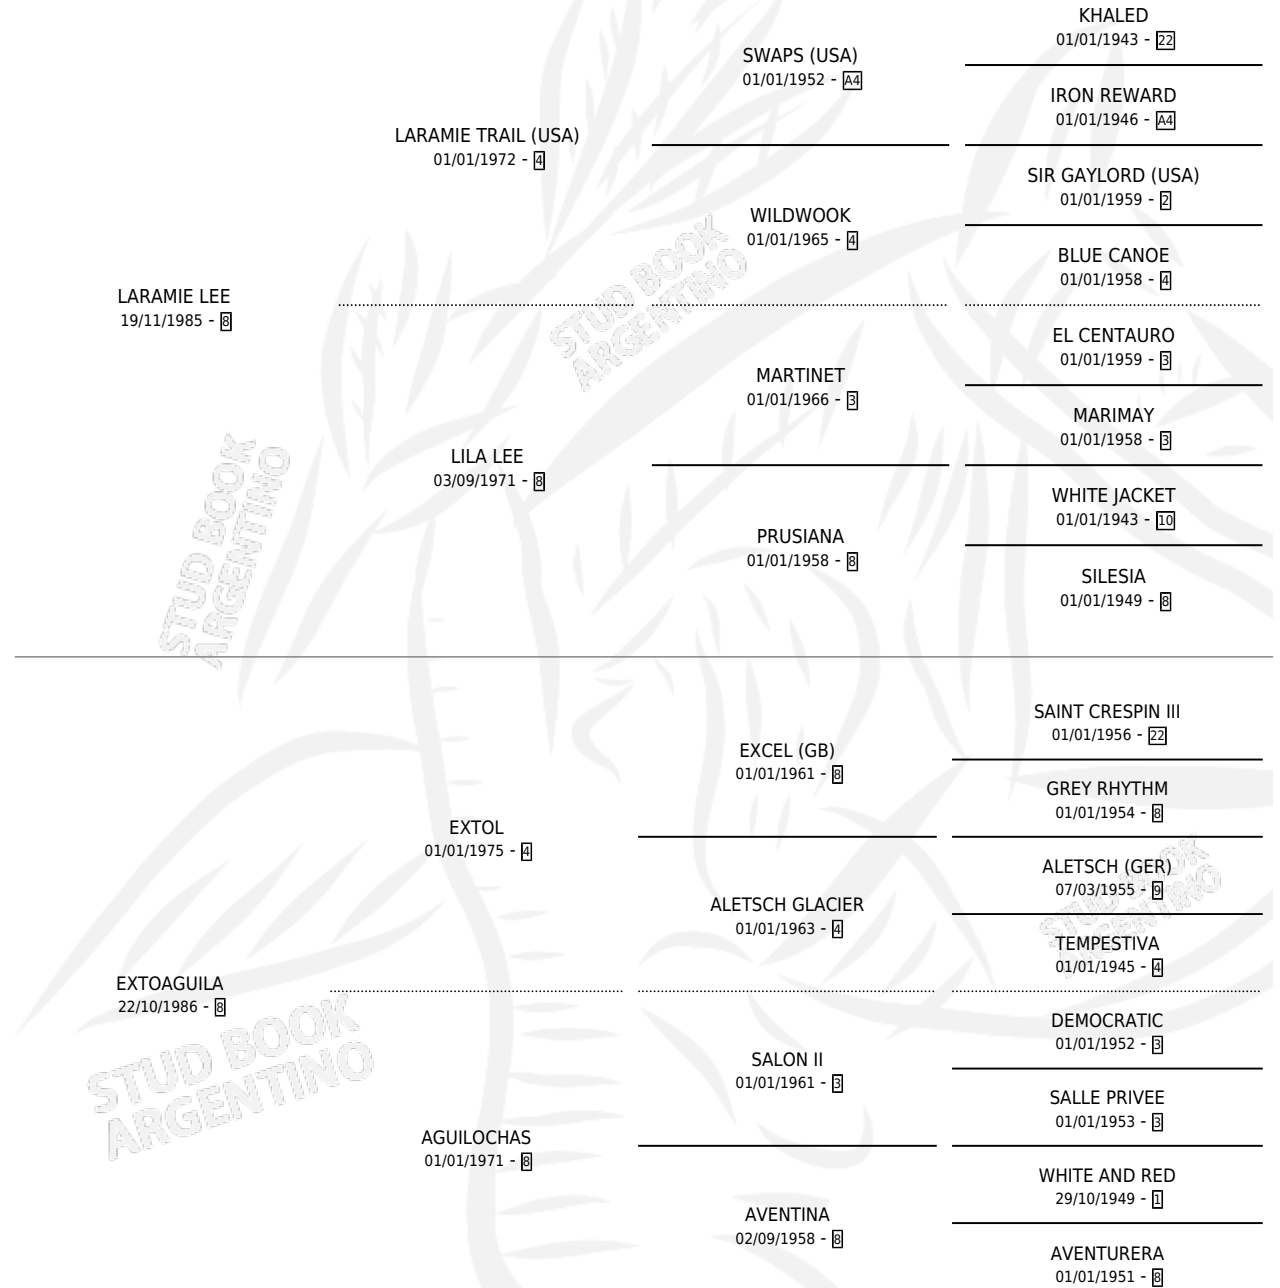 KHALED
01/01/1943 - 22
SWAPS (USA)
01/01/1952 - A4
IRON REWARD
01/01/1946 - A4
LARAMIE TRAIL (USA)
01/01/1972 - 4
SIR GAYLORD (USA)
01/01/1959 - 2
WILDWOOK
01/01/1965 - 4
BLUE CANOE
01/01/1958 - 4
LARAMIE LEE
19/11/1985 - 8
EL CENTAURO
01/01/1959 - 3
MARTINET
01/01/1966 - 3
MARIMAY
01/01/1958 - 3
LILA LEE
03/09/1971 - 8
WHITE JACKET
01/01/1943 - 10
PRUSIANA
01/01/1958 - 8
SILESIA
01/01/1949 - 8
STUD BOOK
ARGENTINO
STUD BOOK
ARGENTINO
SAINT CRESPIN III
01/01/1956 - 22
EXCEL (GB)
01/01/1961 - 8
GREY RHYTHM
01/01/1954 - 8
EXTOL
01/01/1975 - 4
ALETSCH (GER)
07/03/1955 - 9
ALETSCH GLACIER
01/01/1963 - 4
TEMPESTIVA
01/01/1945 - 4
EXTOAGUILA
22/10/1986 - 8
DEMOCRATIC
01/01/1952 - 3
SALON II
01/01/1961 - 3
SALLE PRIVEE
01/01/1953 - 3
AGUILOCHAS
01/01/1971 - 8
WHITE AND RED
29/10/1949 - 1
AVENTINA
02/09/1958 - 8
AVENTURERA
01/01/1951 - 8
STUD BOOK
ARGENTINO
STUD BOOK
ARGENTINO